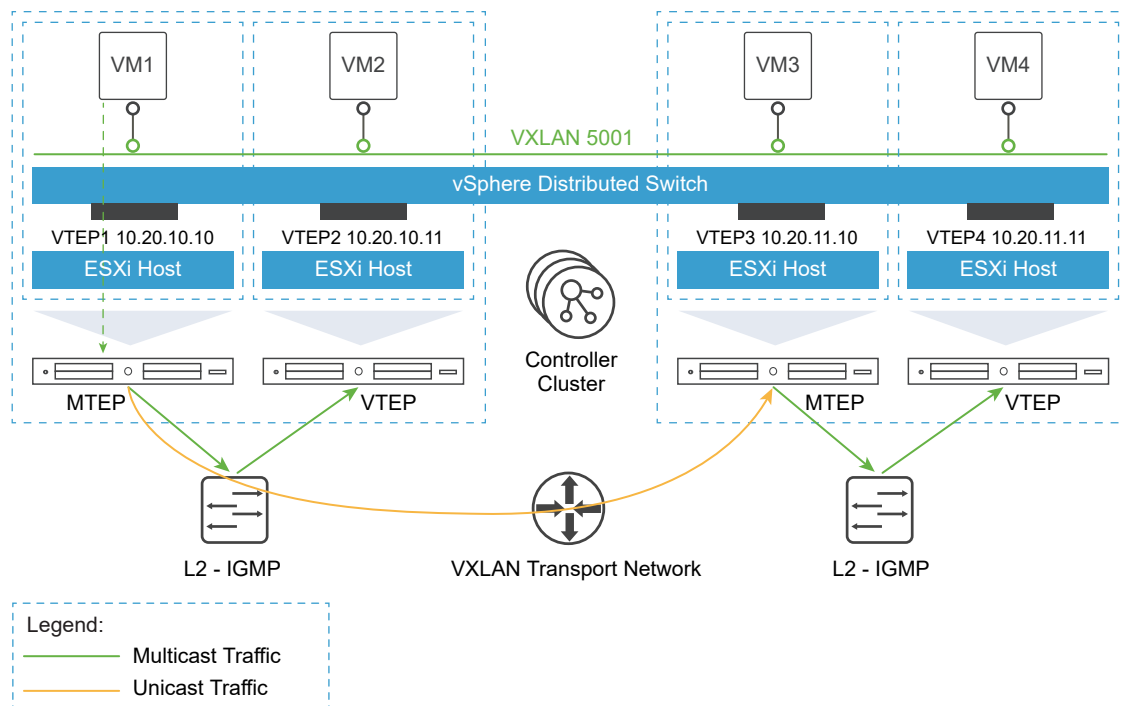 VM1
VM2
VM3
VM4
VXLAN 5001
vSphere Distributed Switch
VTEP1 10.20.10.10
VTEP2 10.20.10.11
VTEP3 10.20.11.10
VTEP4 10.20.11.11
ESXi Host
ESXi Host
ESXi Host
ESXi Host
Controller
Cluster
MTEP
VTEP
MTEP
VTEP
L2 - IGMP
VXLAN Transport Network
L2 - IGMP
Legend:
Multicast Traffic
Unicast Traffic